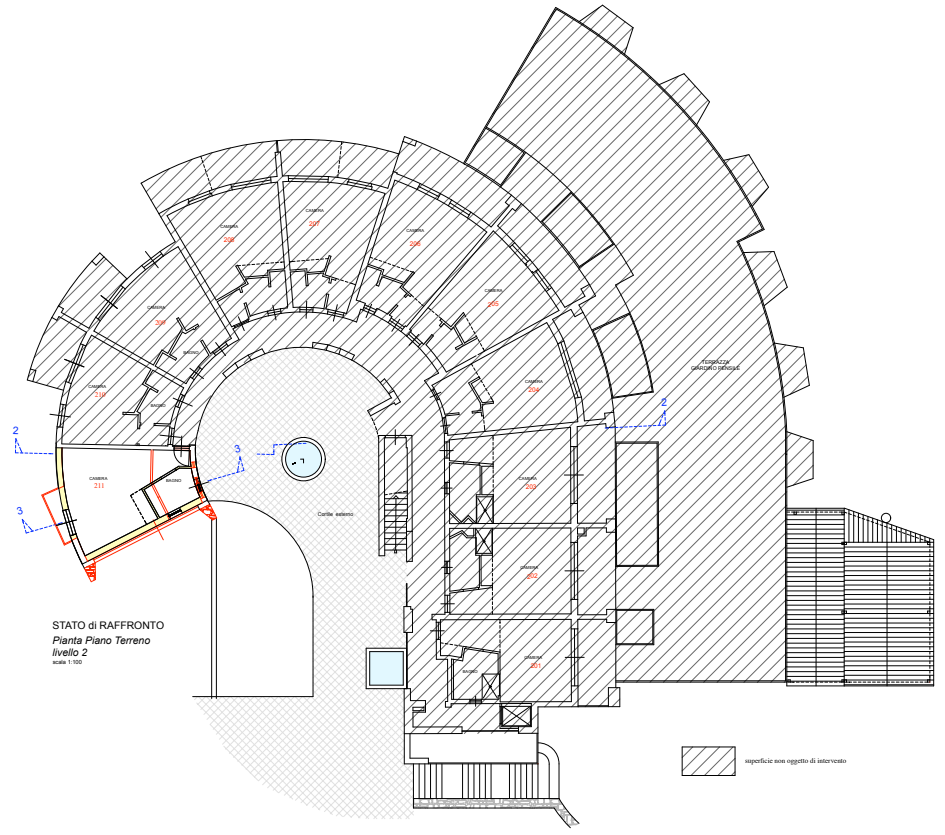 CAMERA
208
CAMERA
207
CAMERA
206
CAMERA
205
CAMERA
209
BAGNO
CAMERA
210
BAGNO
CAMERA
204
TERRAZZA
GIARDINO PENSILE
2
2
3
3
CAMERA
211
BAGNO
CAMERA
203
Cortile esterno
CAMERA
202
CAMERA
201
BAGNO
STATO di RAFFRONTO
Pianta Piano Terreno
livello 2
scala 1:100
superficie non oggetto di intervento